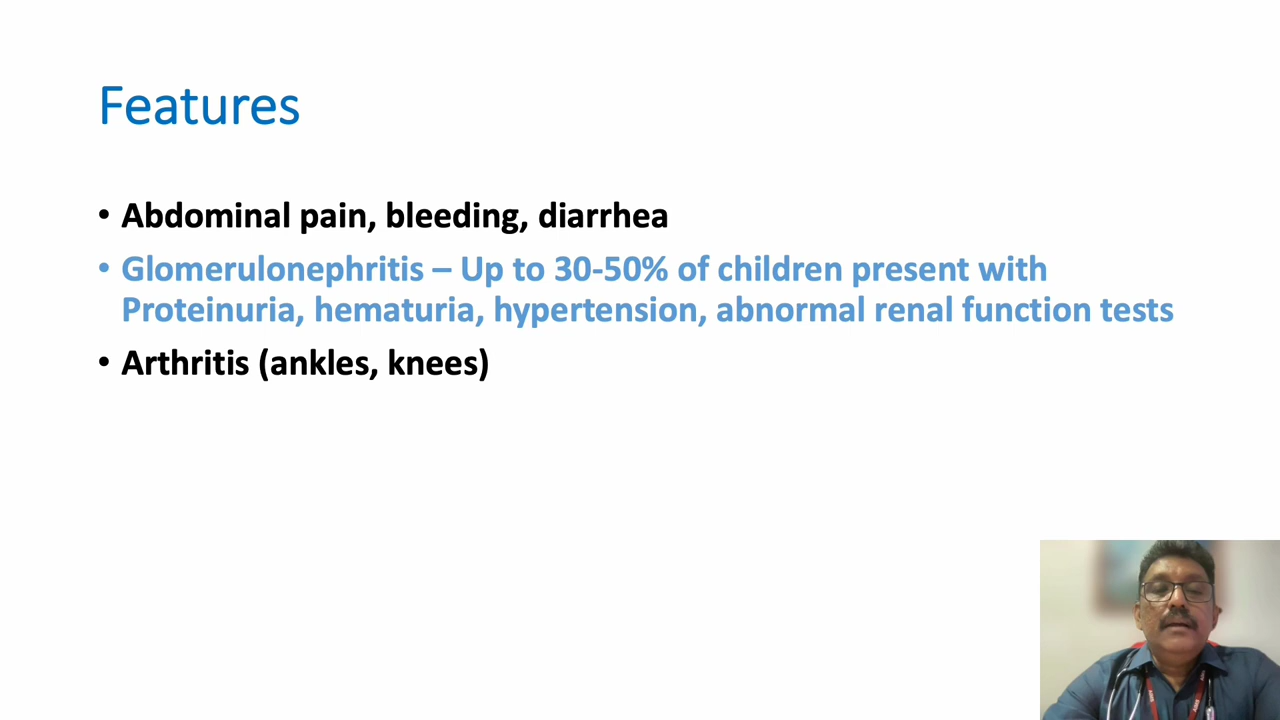 Features
• Abdominal pain, bleeding, diarrhea
• Glomerulonephritis – Up to 30-50% of children present with
Proteinuria, hematuria, hypertension, abnormal renal function tests
• Arthritis (ankles, knees)